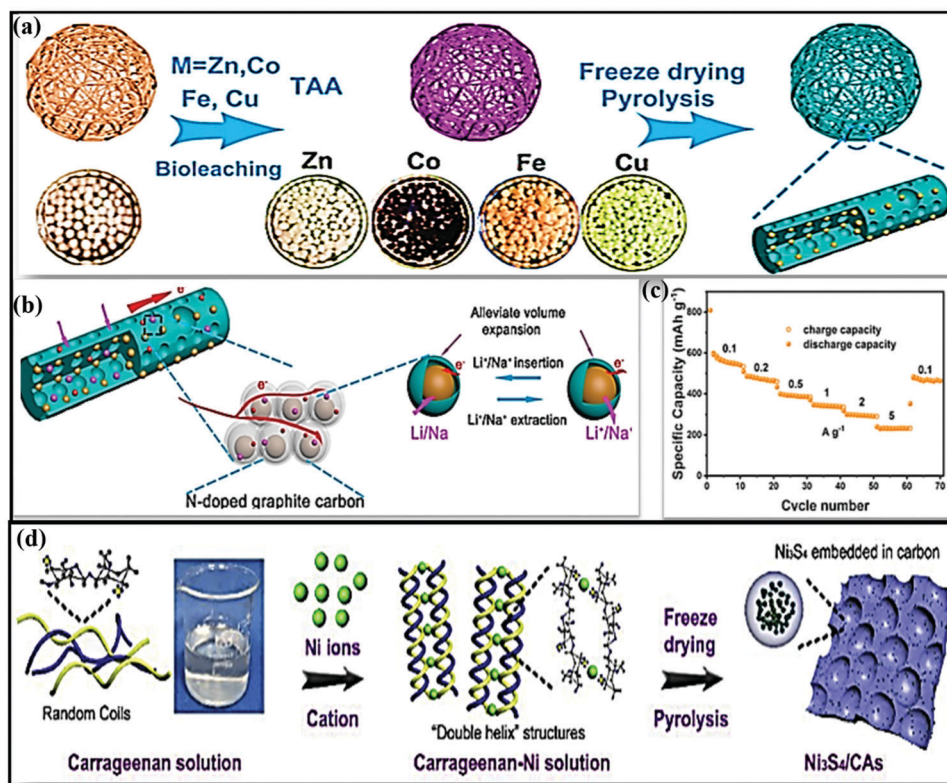 (a)
M=Zn,Co
Fe, Cu
TAA
Bioleaching
Freeze drying
Pyrolysis
Zn
Co
Fe
Cu
(b)
e⁻
e⁻
N-doped graphite carbon
Alleviate volume
expansion
e⁻
Li⁺/Na⁺ insertion
Li⁺/Na⁺ extraction
Li/Na
Li⁺/Na⁺
(c)
Specific Capacity (mAh g⁻¹)
800
600
400
200
0
charge capacity
discharge capacity
0.1
0.2
0.5
1
2
5
0.1
A g⁻¹
0 10 20 30 40 50 60 70
Cycle number
(d)
Random Coils
Carrageenan solution
Ni ions
Cation
"Double helix" structures
Carrageenan-Ni solution
Freeze
drying
Pyrolysis
Ni₃S₄ embedded in carbon
Ni₃S₄/CAs